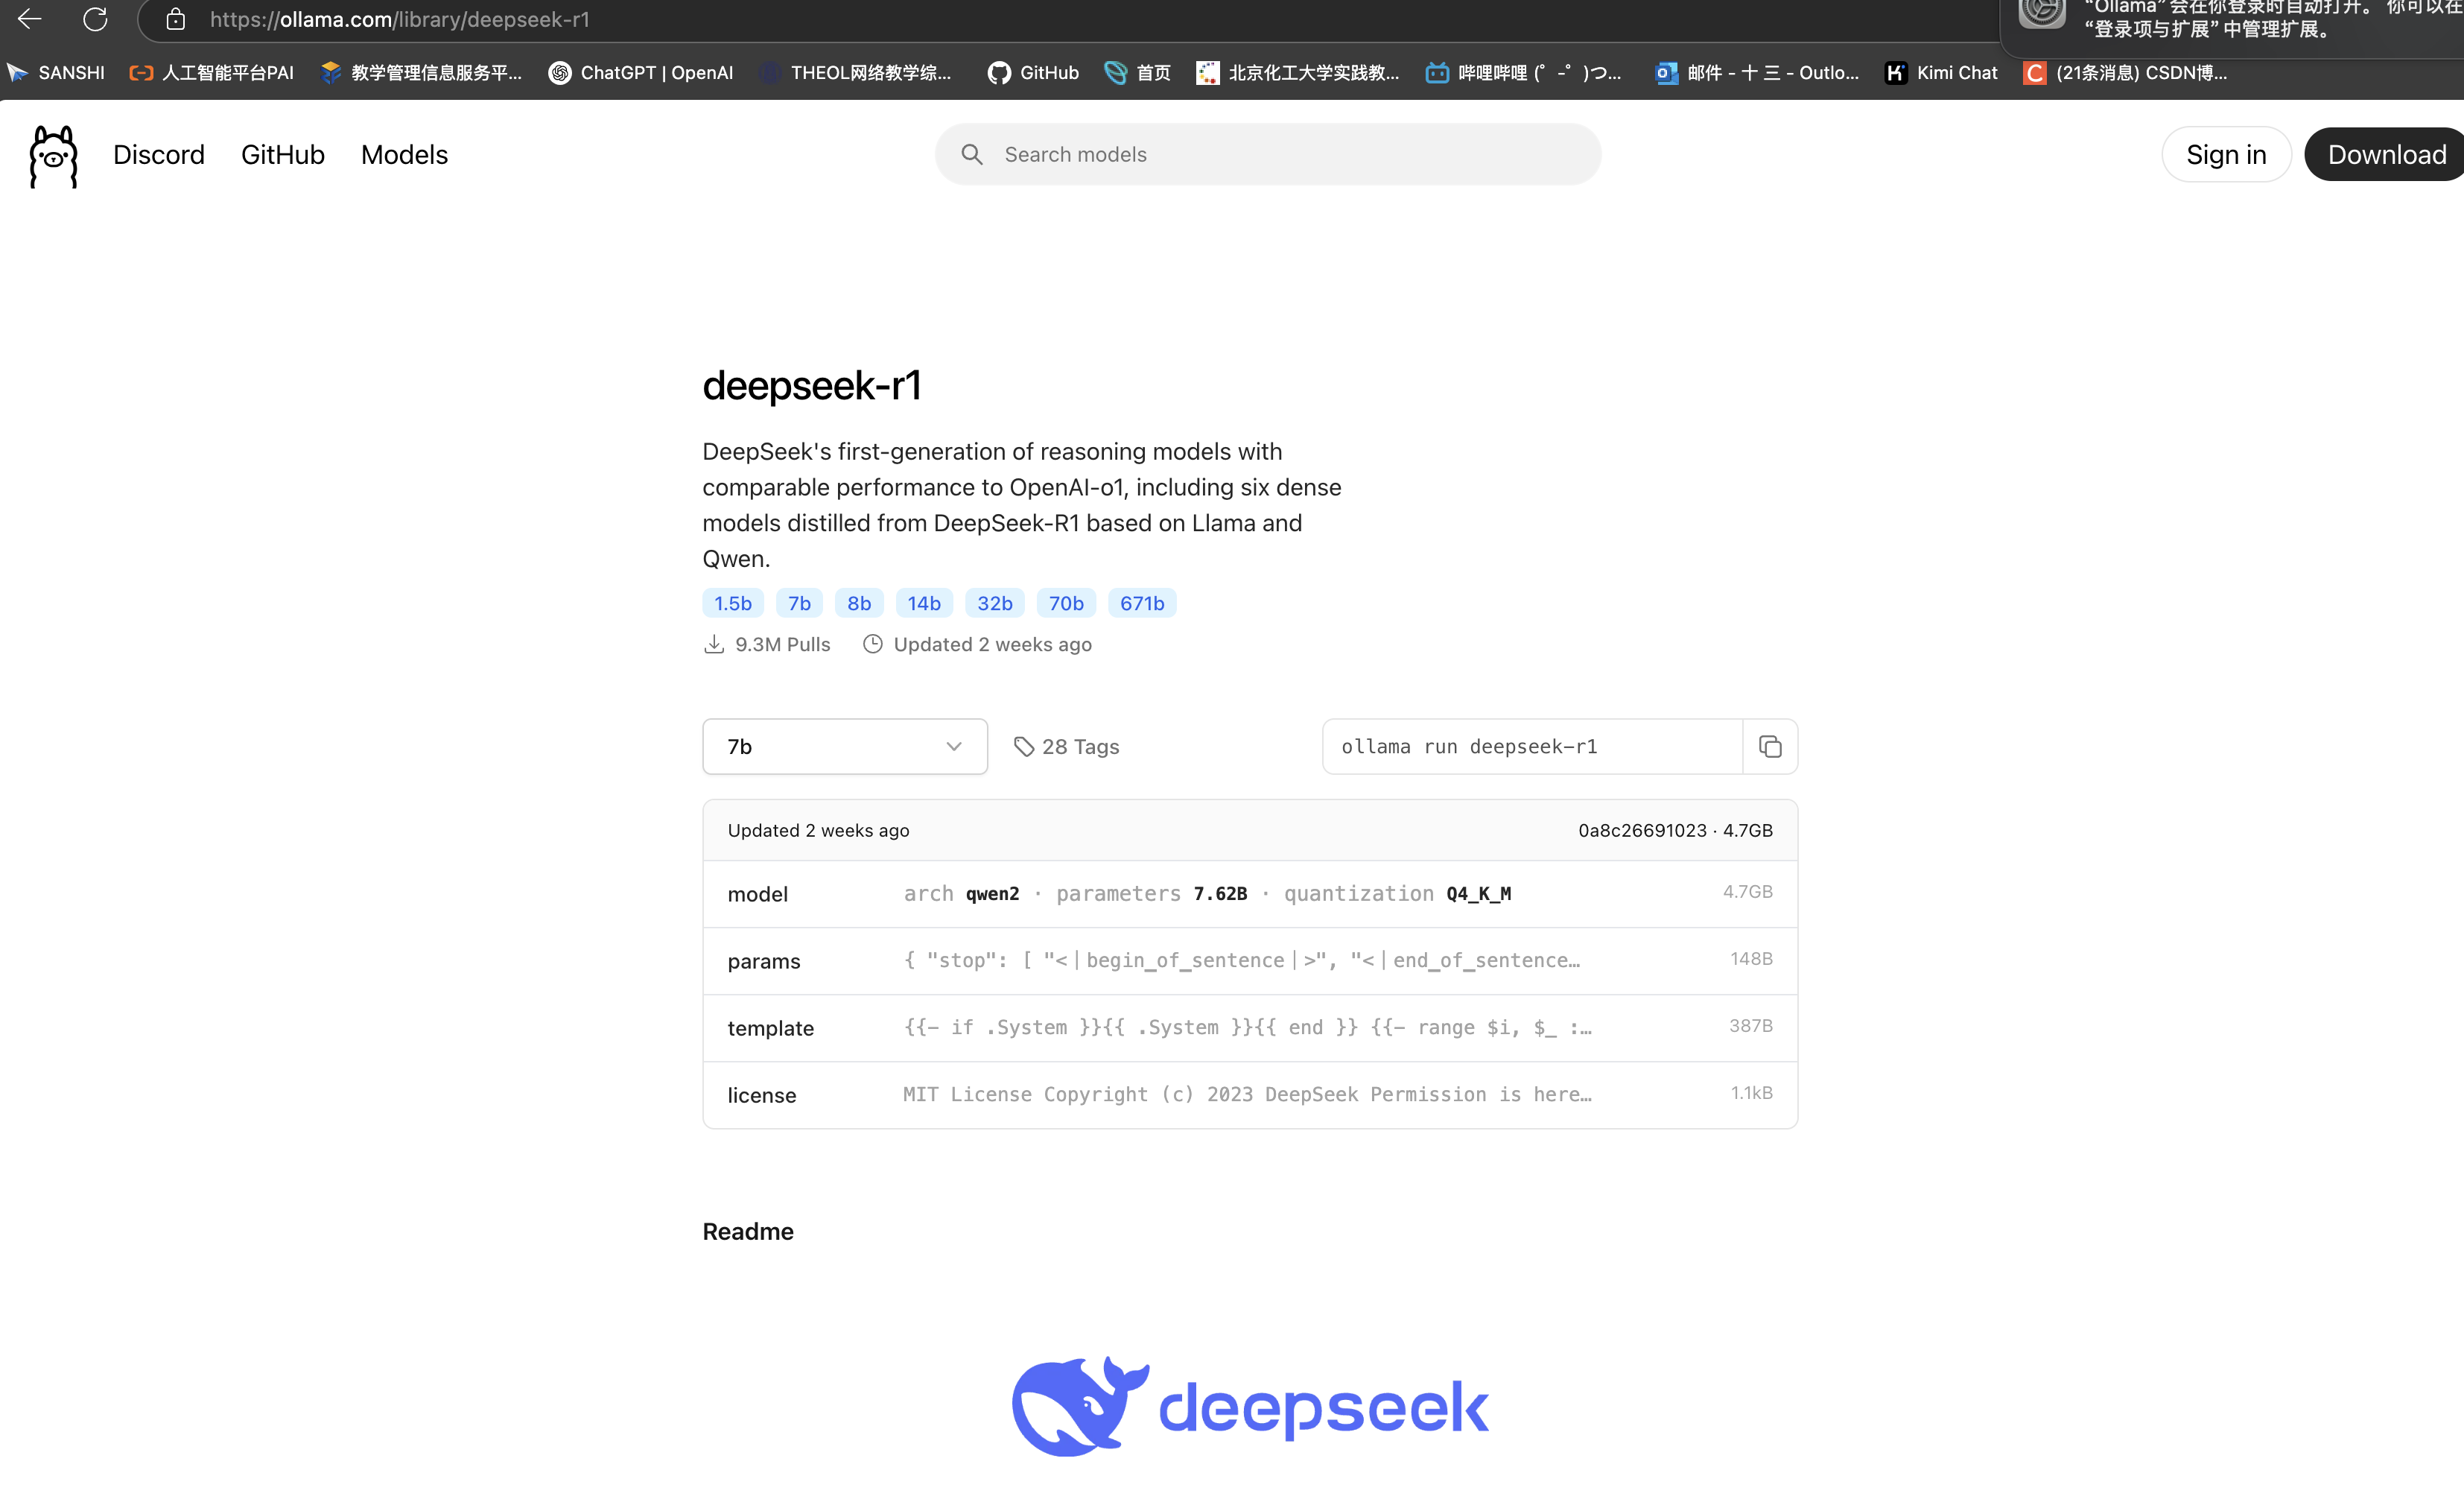 https://ollama.com/library/deepseek-r1
“Ollama”会在你登录时自动打开。你可以在
“登录项与扩展”中管理扩展。
SANSHI 人工智能平台PAI 教学管理信息服务平... ChatGPT | OpenAI THEOL网络教学综... GitHub 首页 北京化工大学实践教... 哔哩哔哩 (゜-゜)つ... 邮件 - 十 三 - Outlo... Kimi Chat (21条消息) CSDN博...
Discord GitHub Models Search models Sign in Download
deepseek-r1
DeepSeek's first-generation of reasoning models with
comparable performance to OpenAI-o1, including six dense
models distilled from DeepSeek-R1 based on Llama and
Qwen.
1.5b 7b 8b 14b 32b 70b 671b
9.3M Pulls Updated 2 weeks ago
7b 28 Tags ollama run deepseek-r1
Updated 2 weeks ago 0a8c26691023 · 4.7GB
model arch qwen2 · parameters 7.62B · quantization Q4_K_M 4.7GB
params { "stop": [ "<｜begin_of_sentence｜>", "<｜end_of_sentence… 148B
template {{- if .System }}{{ .System }}{{ end }} {{- range $i, $_ :… 387B
license MIT License Copyright (c) 2023 DeepSeek Permission is here… 1.1kB
Readme
deepseek